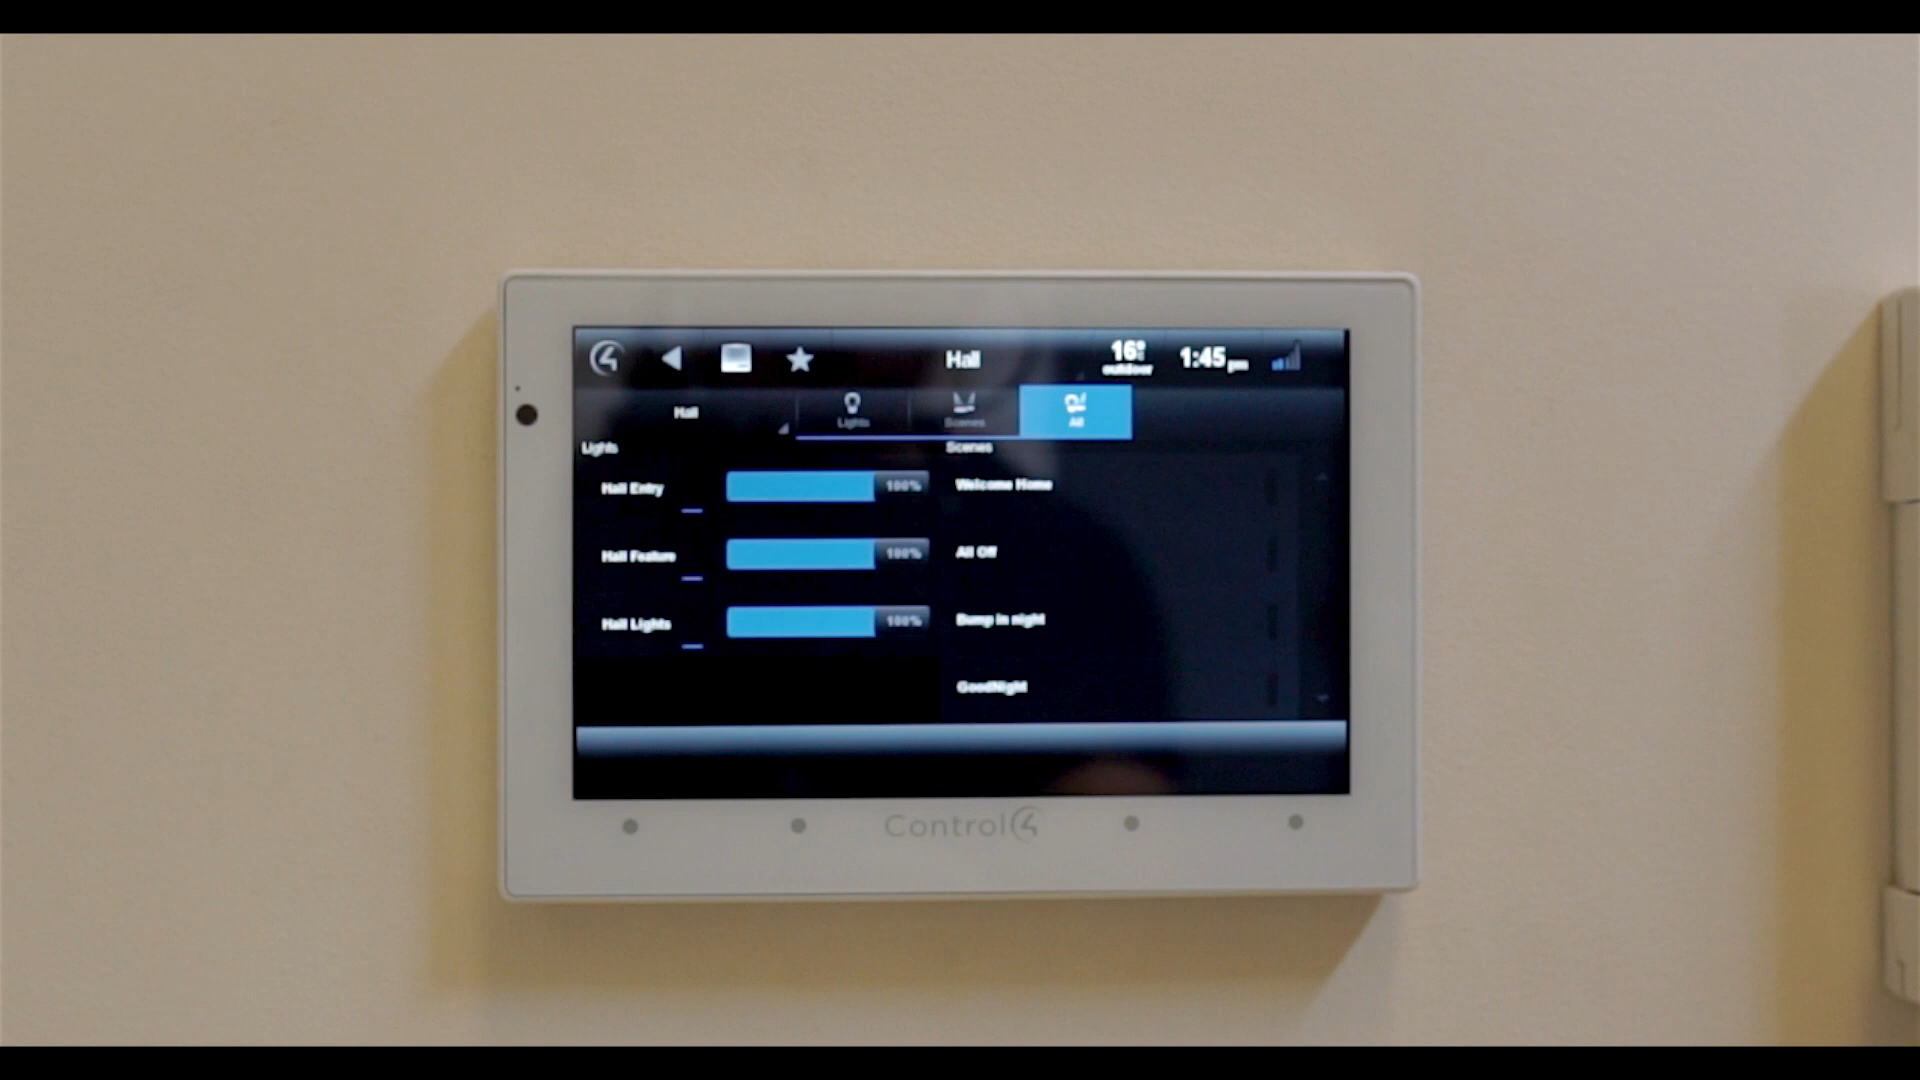 Hall
16°
outdoor
1:45 pm
Hall
Lights
Scenes
All
Lights
Scenes
Hall Entry
100%
Welcome Home
Hall Feature
100%
All Off
Hall Lights
100%
Bump in night
GoodNight
Control4